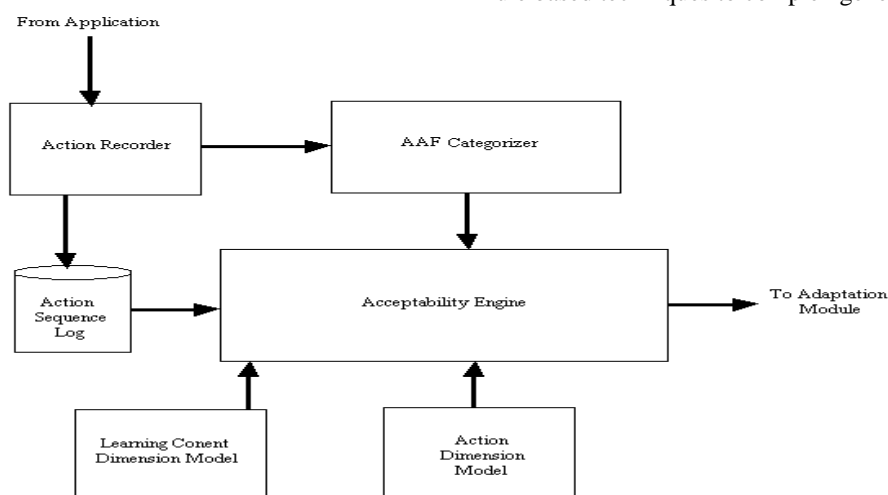 From Application
Action Recorder
AAF Categorizer
Action
Sequence
Log
Acceptability Engine
To Adaptation
Module
Learning Conent
Dimension Model
Action
Dimension
Model